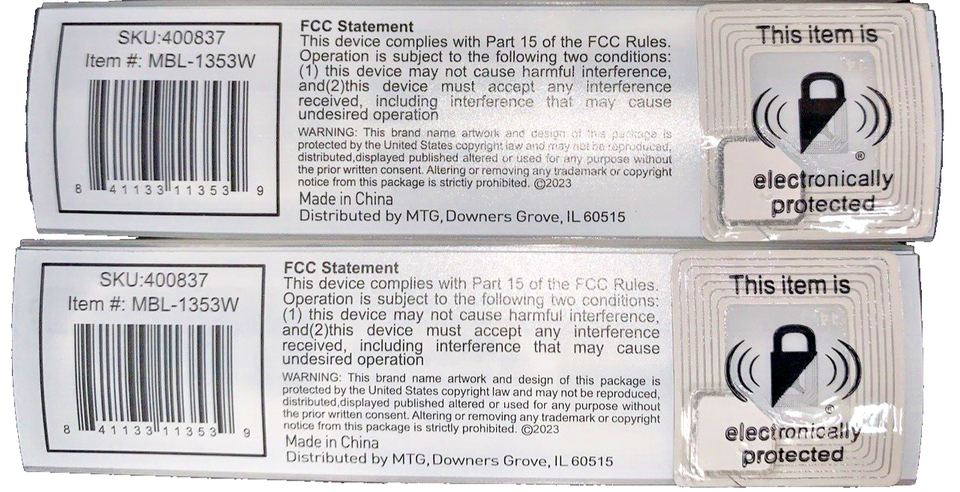 SKU:400837
Item #: MBL-1353W
8 41133 11353 9
FCC Statement
This device complies with Part 15 of the FCC Rules.
Operation is subject to the following two conditions:
(1) this device may not cause harmful interference,
and(2)this device must accept any interference
received, including interference that may cause
undesired operation
WARNING: This brand name artwork and design of this package is
protected by the United States copyright law and may not be reproduced,
distributed,displayed published altered or used for any purpose without
the prior written consent. Altering or removing any trademark or copyright
notice from this package is strictly prohibited. ©2023
Made in China
Distributed by MTG, Downers Grove, IL 60515
This item is
®
electronically
protected
SKU:400837
Item #: MBL-1353W
8 41133 11353 9
FCC Statement
This device complies with Part 15 of the FCC Rules.
Operation is subject to the following two conditions:
(1) this device may not cause harmful interference,
and(2)this device must accept any interference
received, including interference that may cause
undesired operation
WARNING: This brand name artwork and design of this package is
protected by the United States copyright law and may not be reproduced,
distributed,displayed published altered or used for any purpose without
the prior written consent. Altering or removing any trademark or copyright
notice from this package is strictly prohibited. ©2023
Made in China
Distributed by MTG, Downers Grove, IL 60515
This item is
®
electronically
protected